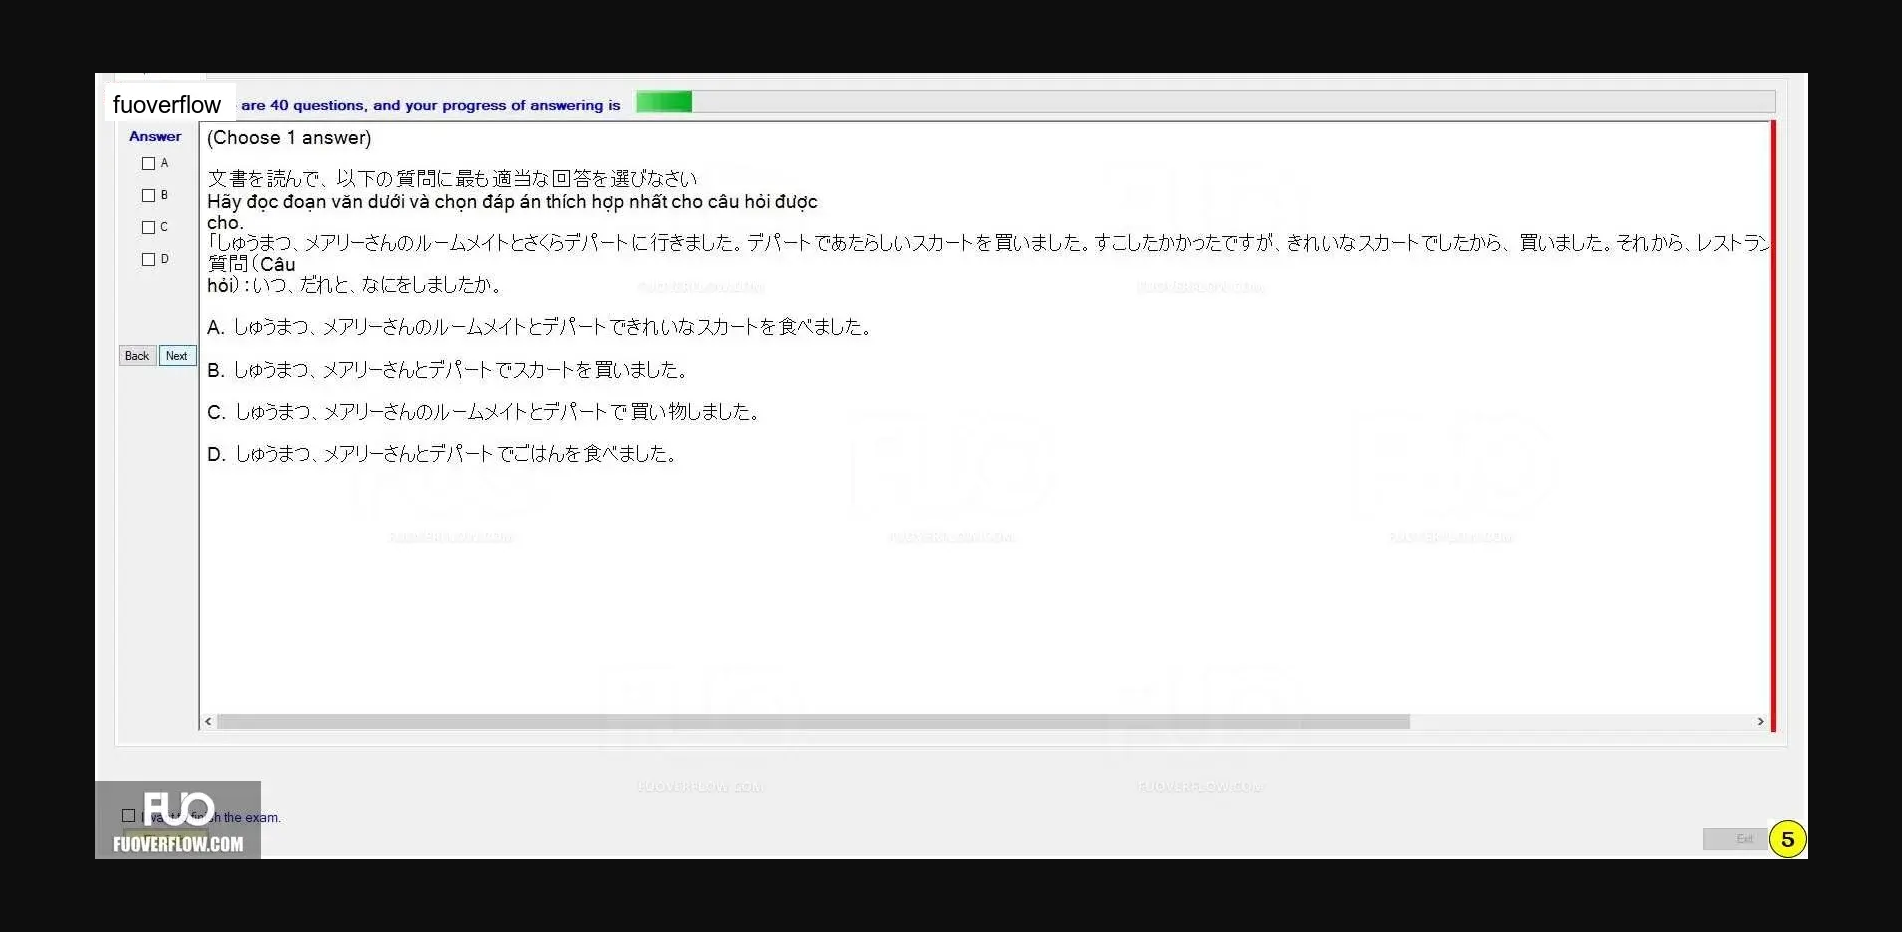 fuoverflow
are 40 questions, and your progress of answering is
Answer
(Choose 1 answer)
A
B
C
D
文書を読んで、以下の質問に最も適当な回答を選びなさい
Hãy đọc đoạn văn dưới và chọn đáp án thích hợp nhất cho câu hỏi được
cho.
「しゅうまつ、メアリーさんのルームメイトとさくらデパートに行きました。デパートであたらしいスカートを買いました。すこしたかかったですが、きれいなスカートでしたから、買いました。それから、レストラン
質問(Câu
hỏi):いつ、だれと、なにをしましたか。
A. しゅうまつ、メアリーさんのルームメイトとデパートできれいなスカートを食べました。
Back Next
B. しゅうまつ、メアリーさんとデパートでスカートを買いました。
C. しゅうまつ、メアリーさんのルームメイトとデパートで買い物しました。
D. しゅうまつ、メアリーさんとデパートでごはんを食べました。
FUOVERFLOW.COM
FUOVERFLOW.COM
FUOVERFLOW.COM
FUOVERFLOW.COM
FUOVERFLOW.COM
FUOVERFLOW.COM
FUOVERFLOW.COM
FUO
the exam.
FUOVERFLOW.COM
Exit
5